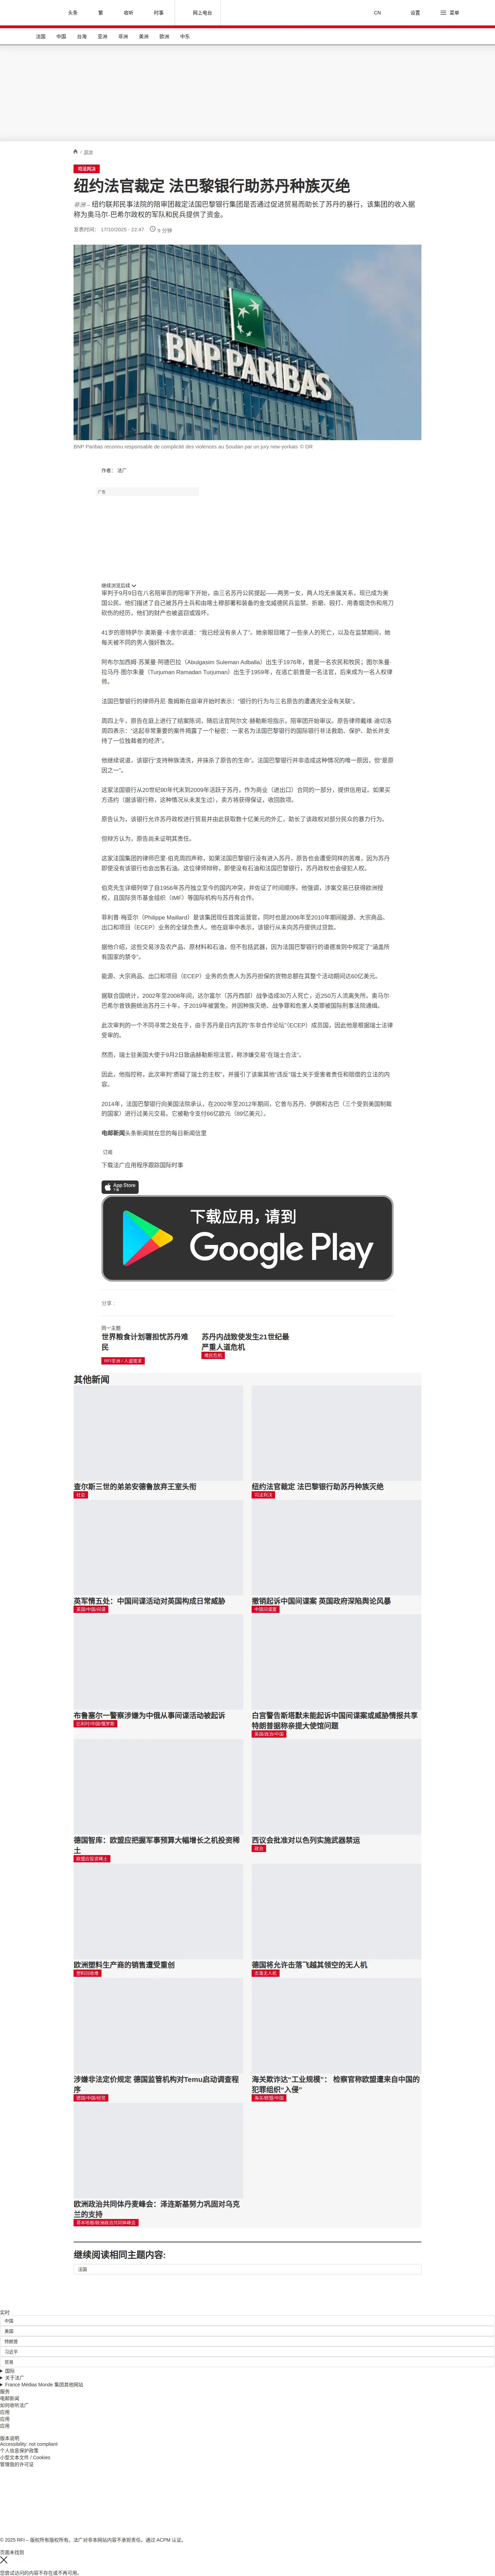 头条
繁
收听
时事
网上电台
CN
设置
菜单
法国
中国
台海
亚洲
非洲
美洲
欧洲
中东
/ 非洲
司法判决
纽约法官裁定 法巴黎银行助苏丹种族灭绝
非洲 – 纽约联邦民事法院的陪审团裁定法国巴黎银行集团是否通过促进贸易而助长了苏丹的暴行，该集团的收入据称为奥马尔·巴希尔政权的军队和民兵提供了资金。
发表时间： 17/10/2025 - 22:47
9 分钟
BNP PARIBAS
BNP Paribas reconnu responsable de complicité des violences au Soudan par un jury new-yorkais © DR
作者： 法广
广告
继续浏览后续
审判于9月9日在八名陪审员的陪审下开始，由三名苏丹公民提起——两男一女，两人均无亲属关系，现已成为美国公民。他们描述了自己被苏丹士兵和由喀土穆部署和装备的金戈威德民兵监禁、折磨、殴打、用香烟烫伤和用刀砍伤的经历，他们的财产也被盗窃或毁坏。
41岁的恩特萨尔·奥斯曼·卡舍尔说道：“我已经没有亲人了”。她亲眼目睹了一些亲人的死亡，以及在监禁期间，她每天被不同的男人强奸数次。
阿布尔加西姆·苏莱曼·阿德巴拉（Abulgasim Suleman Adballa）出生于1976年，曾是一名农民和牧民；图尔朱曼·拉马丹·图尔朱曼（Turjuman Ramadan Turjuman）出生于1959年，在逃亡前曾是一名法官，后来成为一名人权律师。
法国巴黎银行的律师丹尼·詹姆斯在庭审开始时表示：“银行的行为与三名原告的遭遇完全没有关联”。
周四上午，原告在庭上进行了结案陈词，随后法官阿尔文·赫勒斯坦指示，陪审团开始审议。原告律师戴维·迪切洛周四表示：“这起非常重要的案件揭露了一个秘密：一家名为法国巴黎银行的国际银行非法救助、保护、助长并支持了一位独裁者的经济”。
他继续说道，该银行“支持种族清洗，并抹杀了原告的生命”。法国巴黎银行并非造成这种情况的唯一原因，但“是原因之一”。
这家法国银行从20世纪90年代末到2009年活跃于苏丹，作为商业（进出口）合同的一部分，提供信用证。如果买方违约（据该银行称，这种情况从未发生过），卖方将获得保证，收回款项。
原告认为，该银行允许苏丹政权进行贸易并由此获取数十亿美元的外汇，助长了该政权对部分民众的暴力行为。
但辩方认为，原告尚未证明其责任。
这家法国集团的律师巴里·伯克周四声称，如果法国巴黎银行没有进入苏丹，原告也会遭受同样的苦难，因为苏丹即便没有该银行也会出售石油。这位律师辩称，即使没有石油和法国巴黎银行，苏丹政权也会侵犯人权。
伯克先生详细列举了自1956年苏丹独立至今的国内冲突，并佐证了时间顺序。他强调，涉案交易已获得欧洲授权，且国际货币基金组织（IMF）等国际机构与苏丹有合作。
菲利普·梅亚尔（Philippe Maillard）是该集团现任首席运营官，同时也是2006年至2010年期间能源、大宗商品、出口和项目（ECEP）业务的全球负责人。他在庭审中表示，该银行从未向苏丹提供过贷款。
据他介绍，这些交易涉及农产品、原材料和石油，但不包括武器，因为法国巴黎银行的道德准则中规定了“涵盖所有国家的禁令”。
能源、大宗商品、出口和项目（ECEP）业务的负责人为苏丹担保的货物总额在其整个活动期间达60亿美元。
据联合国统计，2002年至2008年间，达尔富尔（苏丹西部）战争造成30万人死亡，近250万人流离失所。奥马尔·巴希尔曾铁腕统治苏丹三十年，于2019年被罢免，并因种族灭绝、战争罪和危害人类罪被国际刑事法院通缉。
此次审判的一个不同寻常之处在于，由于苏丹是日内瓦的“东非合作论坛”（ECEP）成员国，因此他是根据瑞士法律受审的。
然而，瑞士驻美国大使于9月2日致函赫勒斯坦法官，称涉嫌交易“在瑞士合法”。
因此，他指控称，此次审判“质疑了瑞士的主权”，并援引了该案其他“违反”瑞士关于受害者责任和赔偿的立法的内容。
2014年，法国巴黎银行向美国法院承认，在2002年至2012年期间，它曾与苏丹、伊朗和古巴（三个受到美国制裁的国家）进行过美元交易。它被勒令支付66亿欧元（89亿美元）。
电邮新闻头条新闻就在您的每日新闻信里
订阅
下载法广应用程序跟踪国际时事
App Store
下载
下载应用，请到
Google Play
分享：
同一主题
世界粮食计划署担忧苏丹难民
RFI非洲 / 人道需求
苏丹内战致使发生21世纪最严重人道危机
难民危机
其他新闻
查尔斯三世的弟弟安德鲁放弃王室头衔
社论
纽约法官裁定 法巴黎银行助苏丹种族灭绝
司法判决
英军情五处：中国间谍活动对英国构成日常威胁
英国/中国/间谍
撤销起诉中国间谍案 英国政府深陷舆论风暴
中国间谍案
布鲁塞尔一警察涉嫌为中俄从事间谍活动被起诉
比利时/中国/俄罗斯
白宫警告斯塔默未能起诉中国间谍案或威胁情报共享 特朗普据称亲提大使馆问题
英国/政治/中国
德国智库：欧盟应把握军事预算大幅增长之机投资稀土
欧盟应投资稀土
西议会批准对以色列实施武器禁运
政治
欧洲塑料生产商的销售遭受重创
塑料回收难
德国将允许击落飞越其领空的无人机
击落无人机
涉嫌非法定价规定 德国监管机构对Temu启动调查程序
德国/中国/经贸
海关欺诈达“工业规模”： 检察官称欧盟遭来自中国的犯罪组织“入侵”
海关/欧盟/中国
欧洲政治共同体丹麦峰会：泽连斯基努力巩固对乌克兰的支持
哥本哈根/欧洲政治共同体峰会
继续阅读相同主题内容:
法国
实时
中国
美国
特朗普
习近平
贸易
国际
关于法广
France Médias Monde 集团其他网站
服务
电邮新闻
如何收听法广
应用
应用
应用
版本说明
Accessibility: not compliant
个人信息保护政策
小型文本文件 / Cookies
管理我的许可证
© 2025 RFI – 版权所有版权所有。法广对非本网站内容不承担责任。通过 ACPM 认证。
页面未找到
您尝试访问的内容不存在或不再可用。